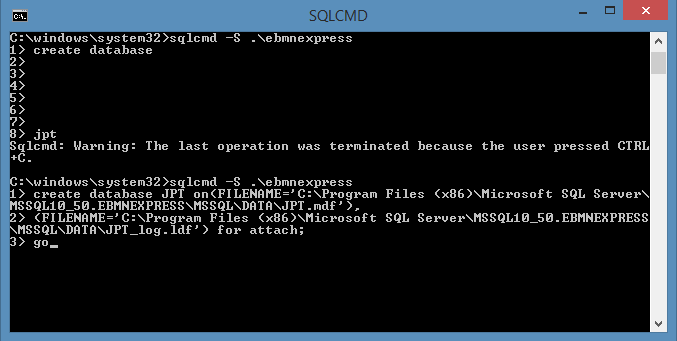 SQLCMD
C:\windows\system32>sqlcmd -S .\ebmnexpress
1> create database
2>
3>
4>
5>
6>
7>
8> jpt
Sqlcmd: Warning: The last operation was terminated because the user pressed CTRL
+C.
C:\windows\system32>sqlcmd -S .\ebmnexpress
1> create database JPT on(FILENAME='C:\Program Files (x86)\Microsoft SQL Server\
MSSQL10_50.EBMNEXPRESS\MSSQL\DATA\JPT.mdf'),
2> (FILENAME='C:\Program Files (x86)\Microsoft SQL Server\MSSQL10_50.EBMNEXPRESS
\MSSQL\DATA\JPT_log.ldf') for attach;
3> go_